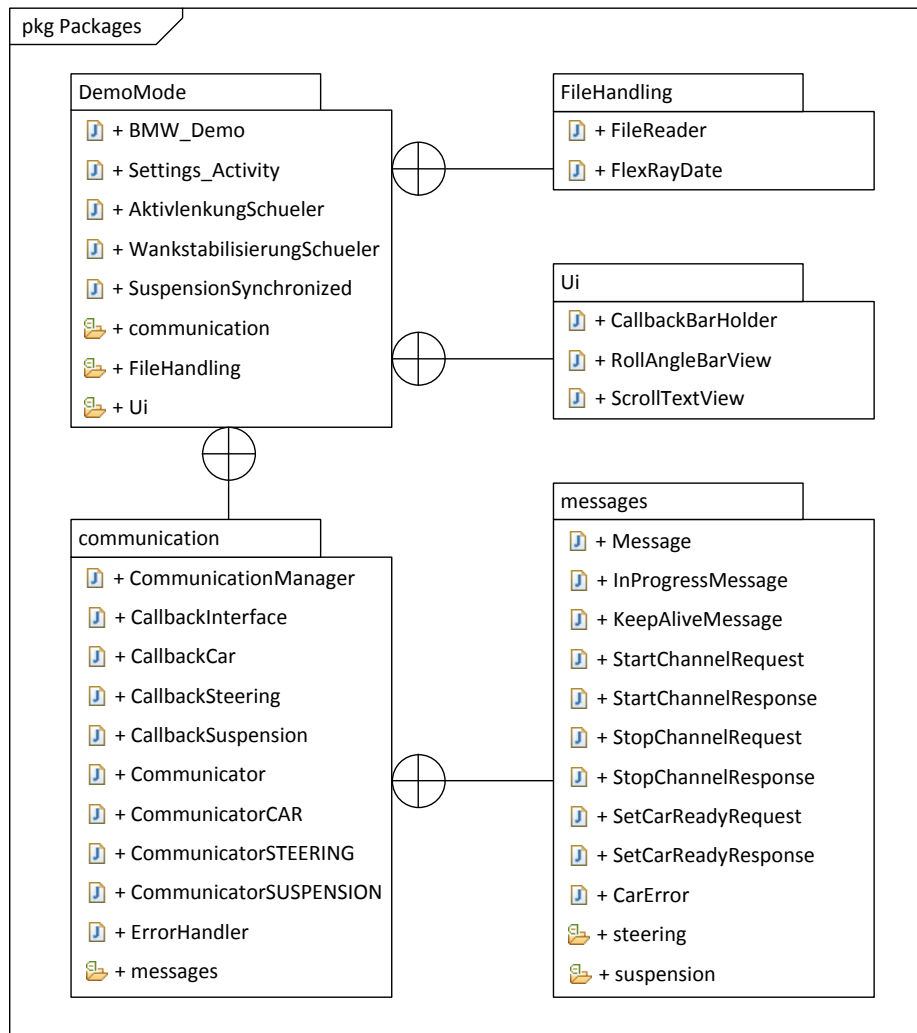 pkg Packages
DemoMode
+ BMW_Demo
+ Settings_Activity
+ AktivlenkungSchueler
+ WankstabilisierungSchueler
+ SuspensionSynchronized
+ communication
+ FileHandling
+ Ui
FileHandling
+ FileReader
+ FlexRayDate
Ui
+ CallbackBarHolder
+ RollAngleBarView
+ ScrollTextView
communication
+ CommunicationManager
+ CallbackInterface
+ CallbackCar
+ CallbackSteering
+ CallbackSuspension
+ Communicator
+ CommunicatorCAR
+ CommunicatorSTEERING
+ CommunicatorSUSPENSION
+ ErrorHandler
+ messages
messages
+ Message
+ InProgressMessage
+ KeepAliveMessage
+ StartChannelRequest
+ StartChannelResponse
+ StopChannelRequest
+ StopChannelResponse
+ SetCarReadyRequest
+ SetCarReadyResponse
+ CarError
+ steering
+ suspension